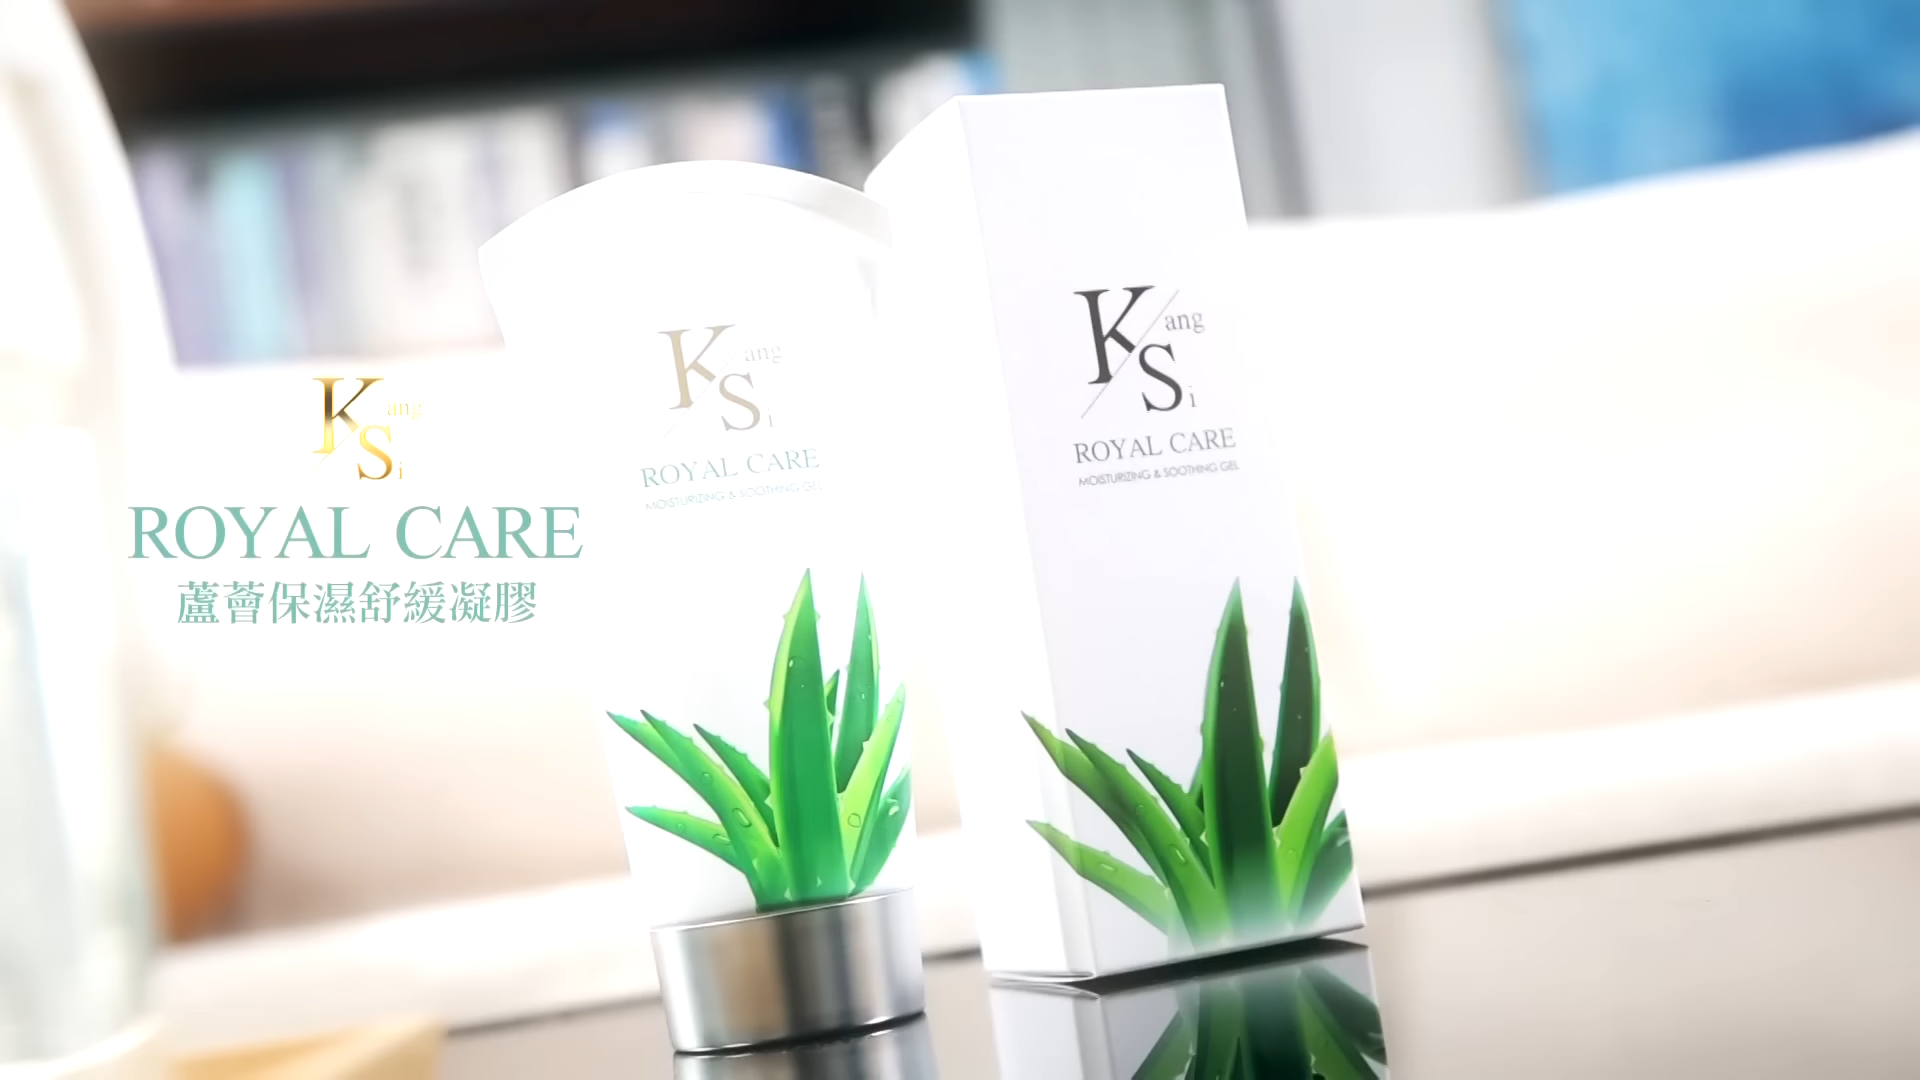 Kang
Si
ROYAL CARE
蘆薈保濕舒緩凝膠
Kang
Si
ROYAL CARE
MOISTURIZING & SOOTHING GEL
Kang
Si
ROYAL CARE
MOISTURIZING & SOOTHING GEL